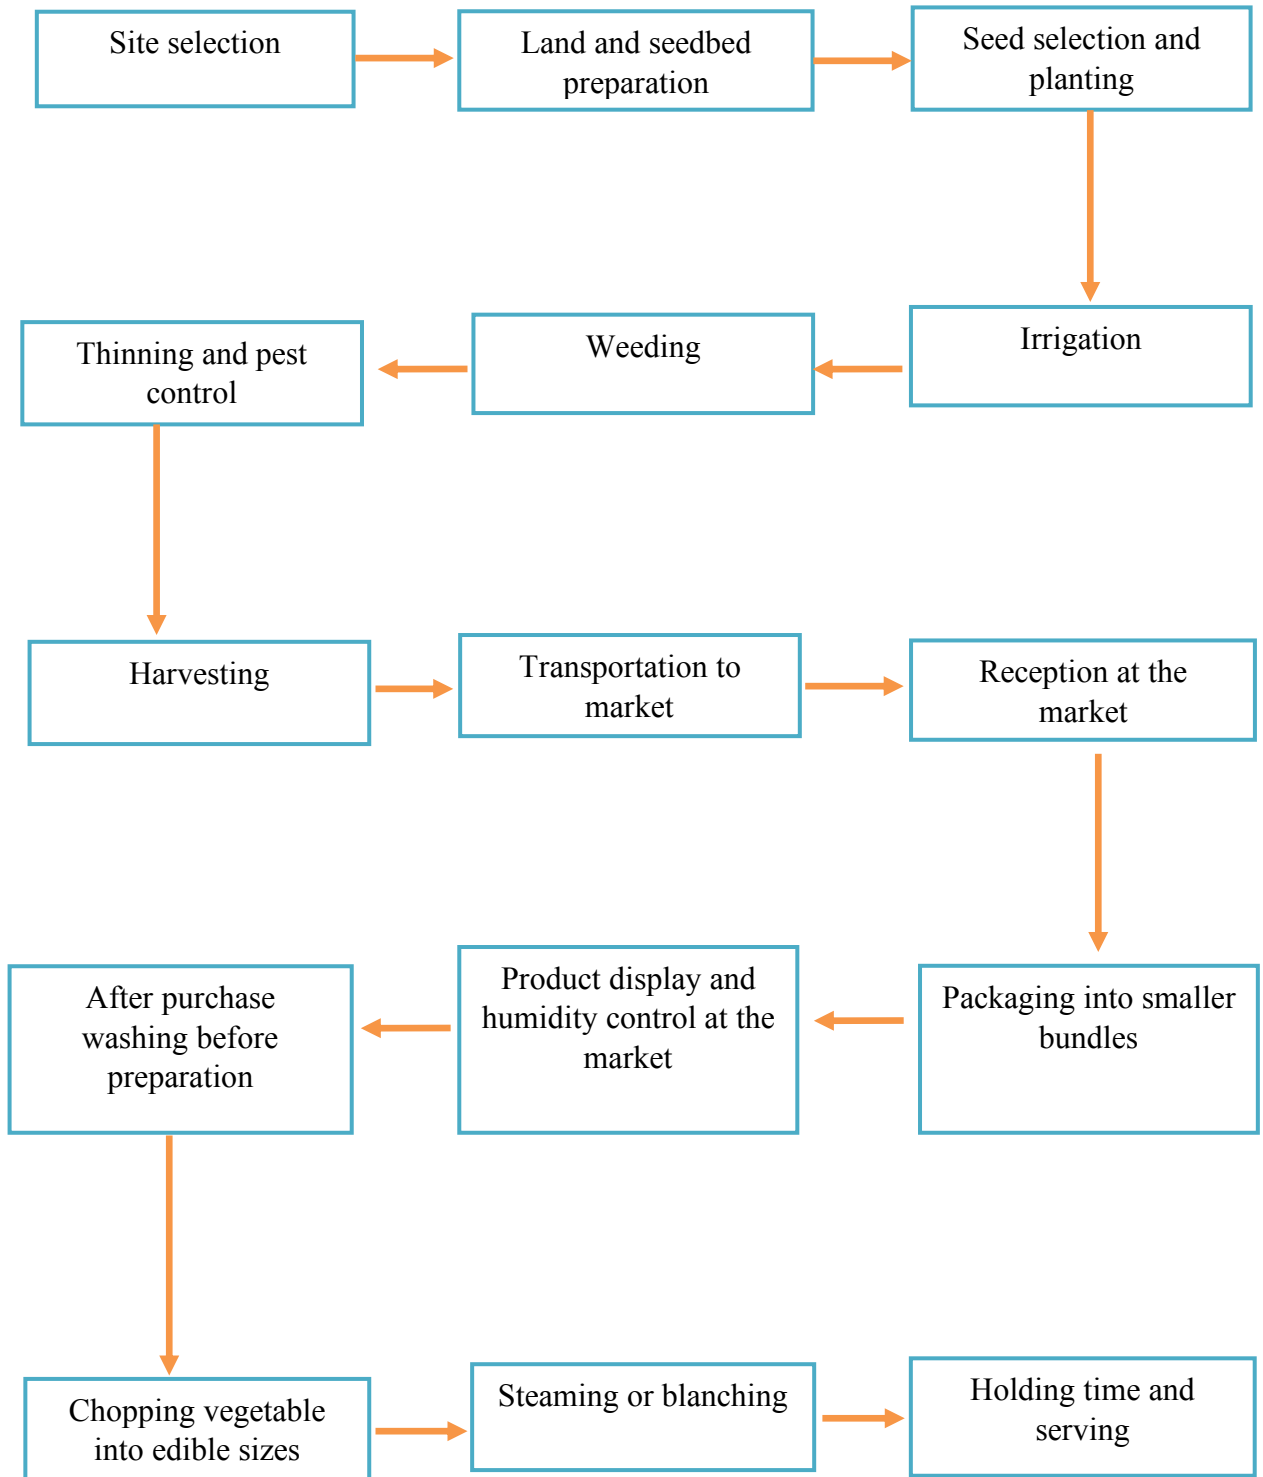 Site selection
Land and seedbed
preparation
Seed selection and
planting
Irrigation
Weeding
Thinning and pest
control
Harvesting
Transportation to
market
Reception at the
market
Packaging into smaller
bundles
Product display and
humidity control at the
market
After purchase
washing before
preparation
Chopping vegetable
into edible sizes
Steaming or blanching
Holding time and
serving